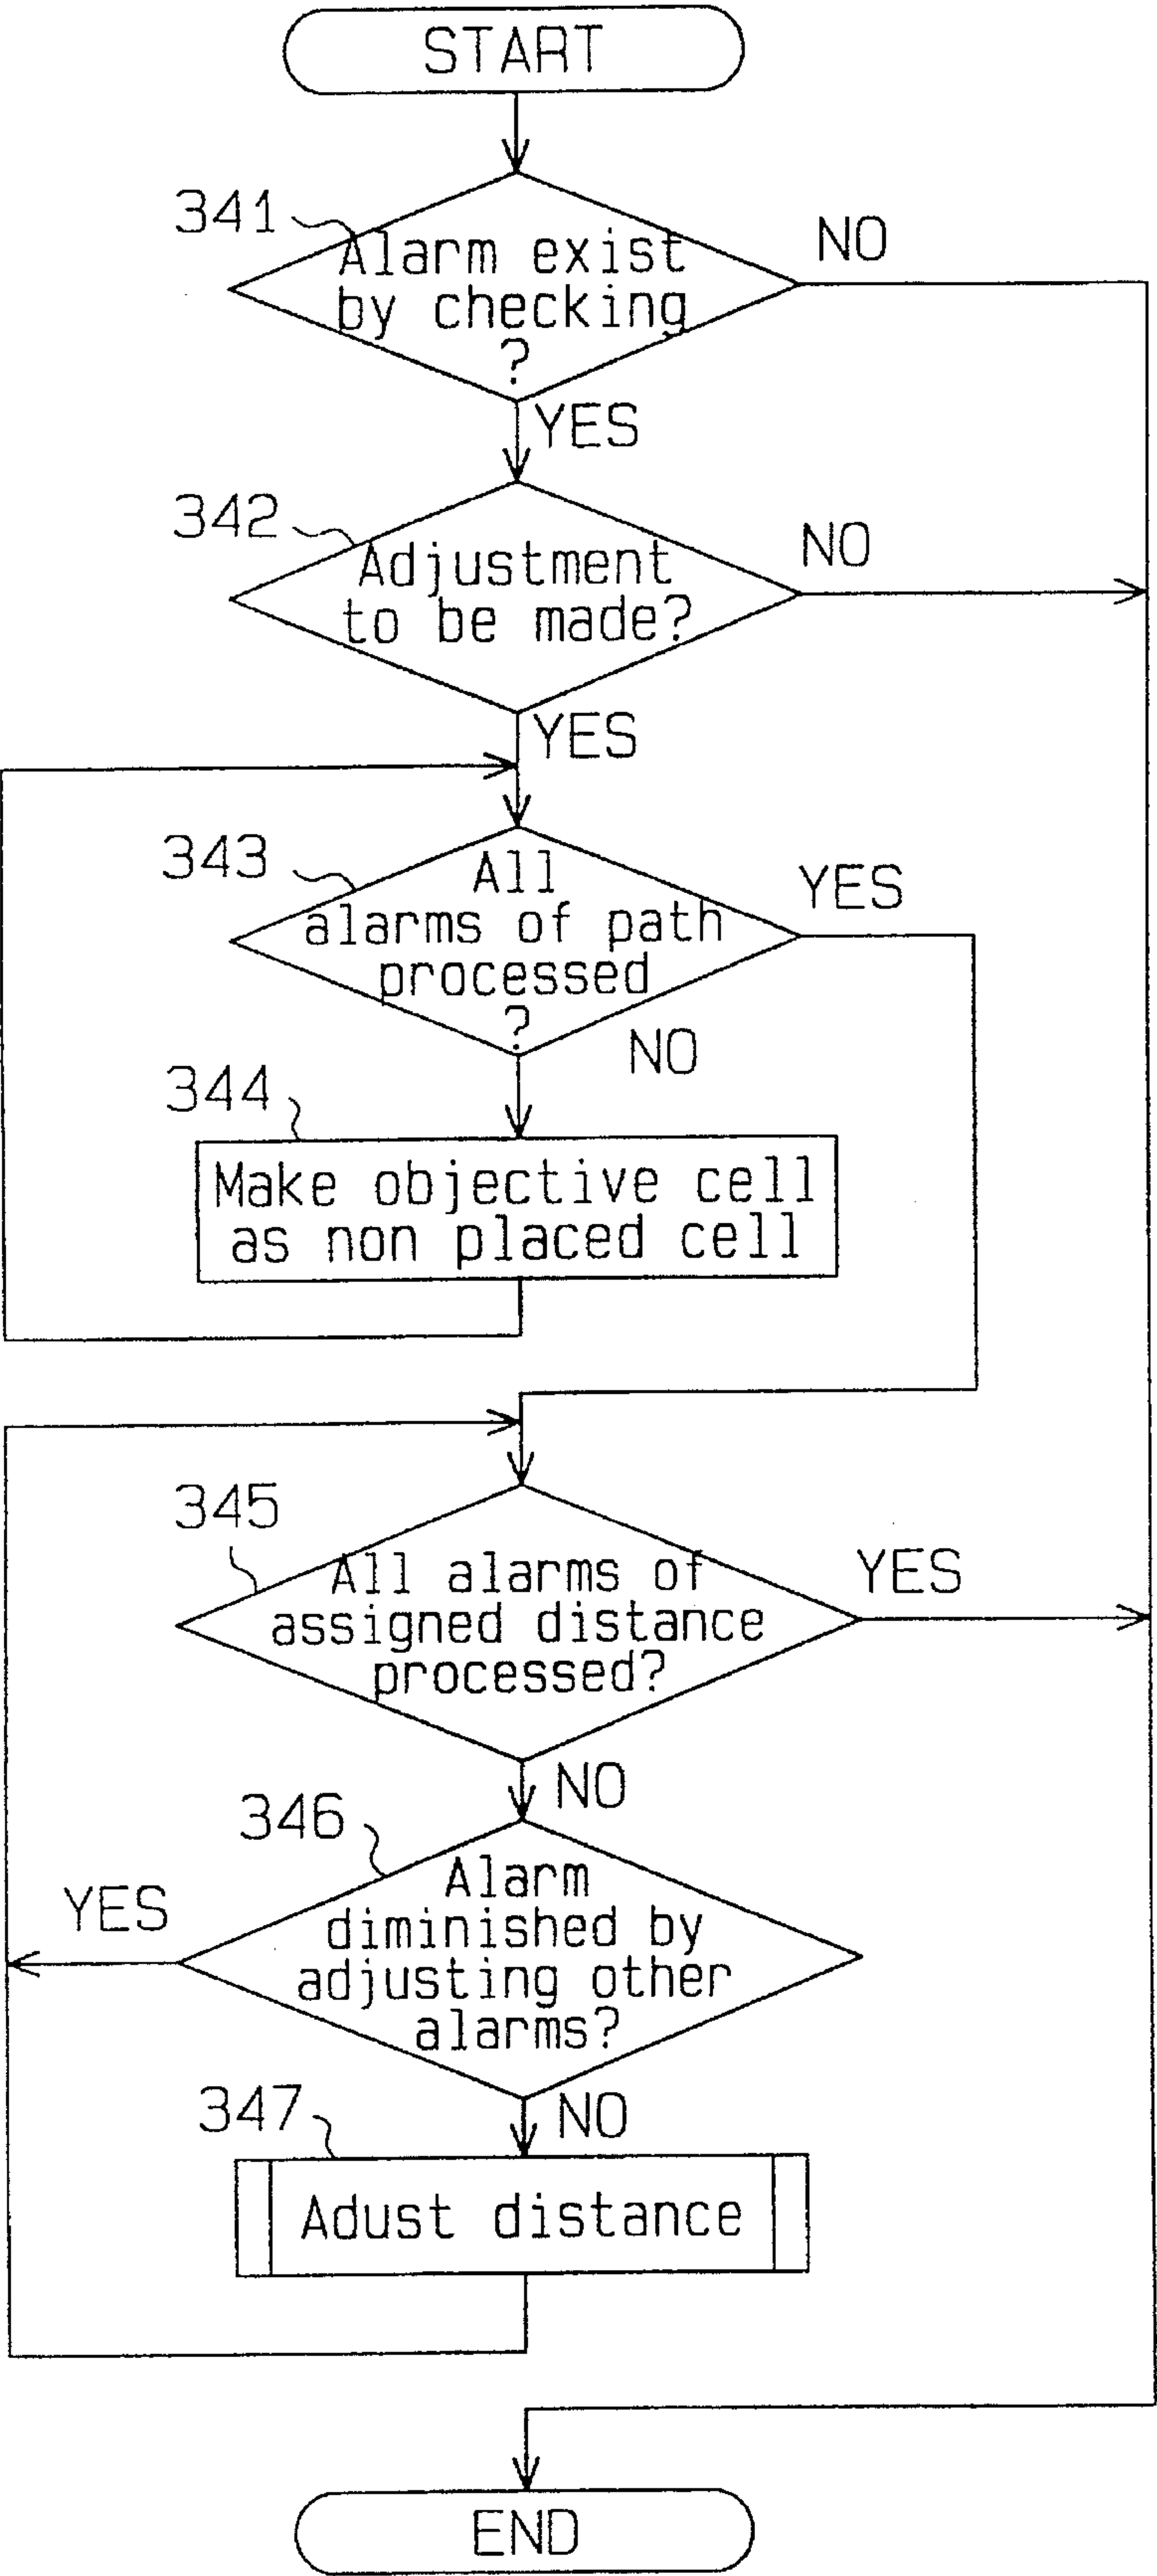 START
341
NO
Alarm exist
by checking
?
YES
342
NO
Adjustment
to be made?
YES
343
YES
All
alarms of path
processed
?
NO
344
Make objective cell
as non placed cell
345
YES
All alarms of
assigned distance
processed?
NO
346
YES
Alarm
diminished by
adjusting other
alarms?
NO
347
Adust distance
END